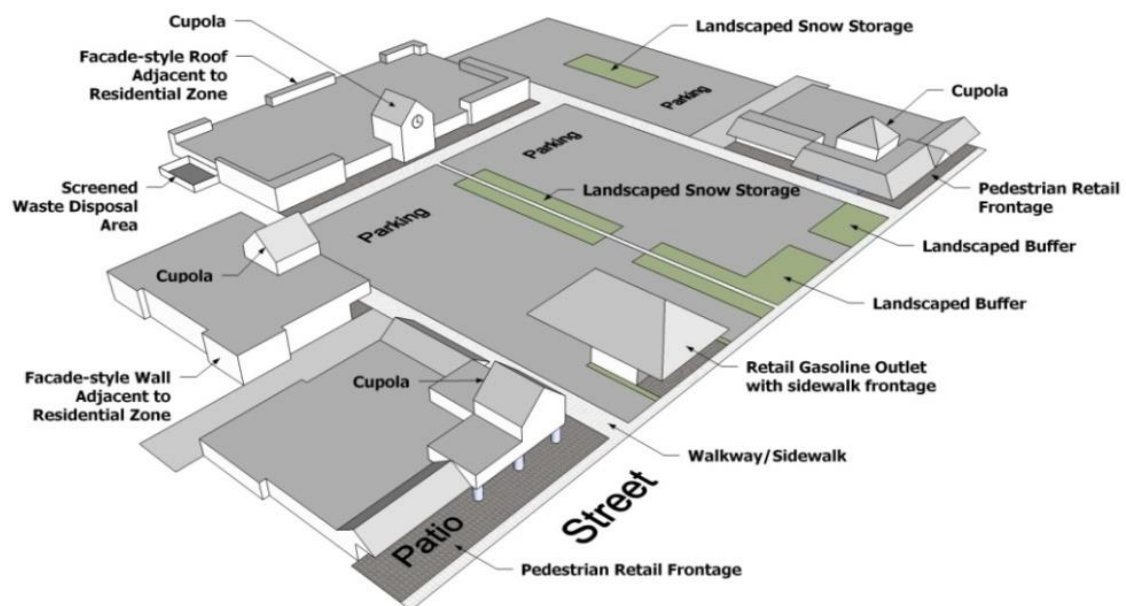 Cupola
Landscaped Snow Storage
Facade-style Roof
Adjacent to
Residential Zone
Parking
Cupola
Parking
Screened
Waste Disposal
Area
Landscaped Snow Storage
Pedestrian Retail
Frontage
Parking
Landscaped Buffer
Cupola
Landscaped Buffer
Facade-style Wall
Adjacent to
Residential Zone
Cupola
Retail Gasoline Outlet
with sidewalk frontage
Walkway/Sidewalk
Street
Patio
Pedestrian Retail Frontage